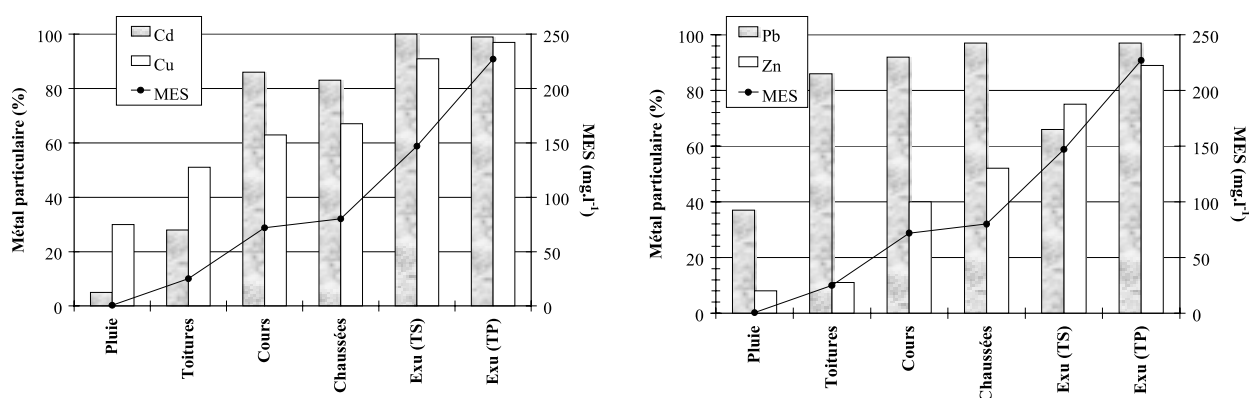 Cd
Cu
MES
Métal particulaire (%)
100
80
60
40
20
0
250
200
150
100
50
0
MES (mg.l⁻¹)
Pluie
Toitures
Cours
Chaussées
Exu (TS)
Exu (TP)
Pb
Zn
MES
Métal particulaire (%)
100
80
60
40
20
0
250
200
150
100
50
0
MES (mg.l⁻¹)
Pluie
Toitures
Cours
Chaussées
Exu (TS)
Exu (TP)